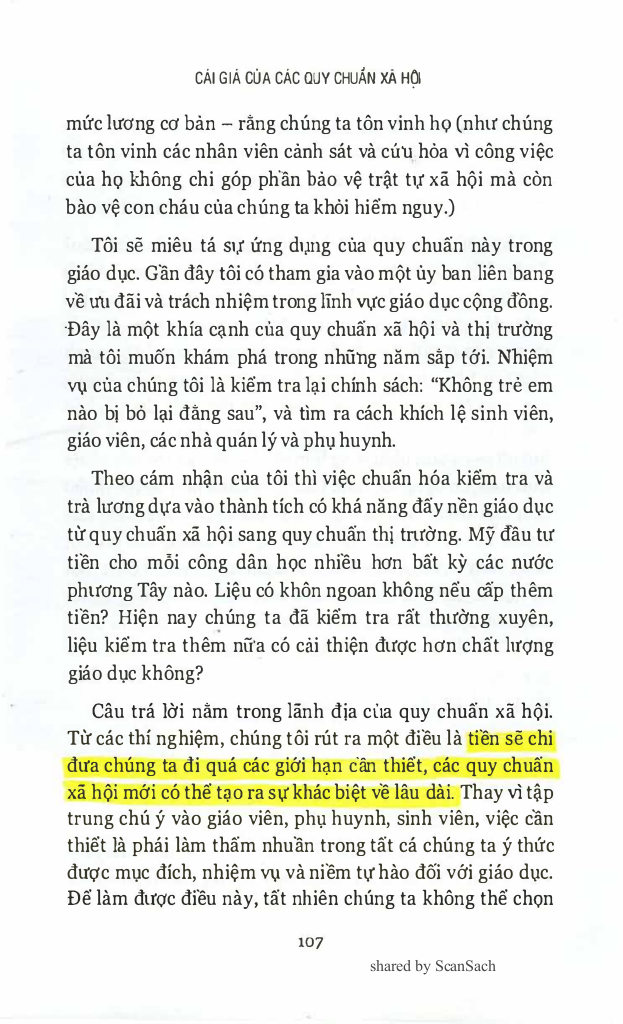 CÁI GIÁ CỦA CÁC QUY CHUẨN XÃ HỘI
mức lương cơ bản – rằng chúng ta tôn vinh họ (như chúng
ta tôn vinh các nhân viên cảnh sát và cứu hỏa vì công việc
của họ không chỉ góp phần bảo vệ trật tự xã hội mà còn
bảo vệ con cháu của chúng ta khỏi hiểm nguy.)
Tôi sẽ miêu tả sự ứng dụng của quy chuẩn này trong
giáo dục. Gần đây tôi có tham gia vào một ủy ban liên bang
về ưu đãi và trách nhiệm trong lĩnh vực giáo dục cộng đồng.
Đây là một khía cạnh của quy chuẩn xã hội và thị trường
mà tôi muốn khám phá trong những năm sắp tới. Nhiệm
vụ của chúng tôi là kiểm tra lại chính sách: “Không trẻ em
nào bị bỏ lại đằng sau”, và tìm ra cách khích lệ sinh viên,
giáo viên, các nhà quản lý và phụ huynh.
Theo cảm nhận của tôi thì việc chuẩn hóa kiểm tra và
trả lương dựa vào thành tích có khả năng đẩy nền giáo dục
từ quy chuẩn xã hội sang quy chuẩn thị trường. Mỹ đầu tư
tiền cho mỗi công dân học nhiều hơn bất kỳ các nước
phương Tây nào. Liệu có khôn ngoan không nếu cấp thêm
tiền? Hiện nay chúng ta đã kiểm tra rất thường xuyên,
liệu kiểm tra thêm nữa có cải thiện được hơn chất lượng
giáo dục không?
Câu trả lời nằm trong lãnh địa của quy chuẩn xã hội.
Từ các thí nghiệm, chúng tôi rút ra một điều là tiền sẽ chỉ
đưa chúng ta đi quá các giới hạn cần thiết, các quy chuẩn
xã hội mới có thể tạo ra sự khác biệt về lâu dài. Thay vì tập
trung chú ý vào giáo viên, phụ huynh, sinh viên, việc cần
thiết là phải làm thấm nhuần trong tất cả chúng ta ý thức
được mục đích, nhiệm vụ và niềm tự hào đối với giáo dục.
Để làm được điều này, tất nhiên chúng ta không thể chọn
107
shared by ScanSach